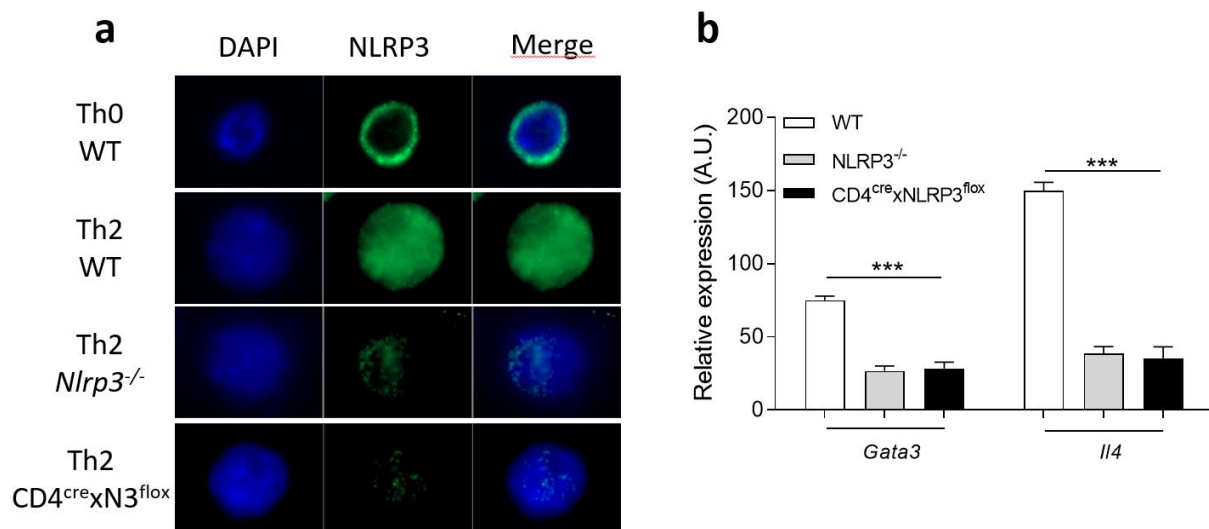 a
DAPI NLRP3 Merge
Th0
WT
Th2
WT
Th2
Nlrp3-/-
Th2
CD4crexN3flox
b
Relative expression (A.U.)
200
150
100
50
0
WT
NLRP3-/-
CD4crexNLRP3flox
***
***
Gata3 Il4